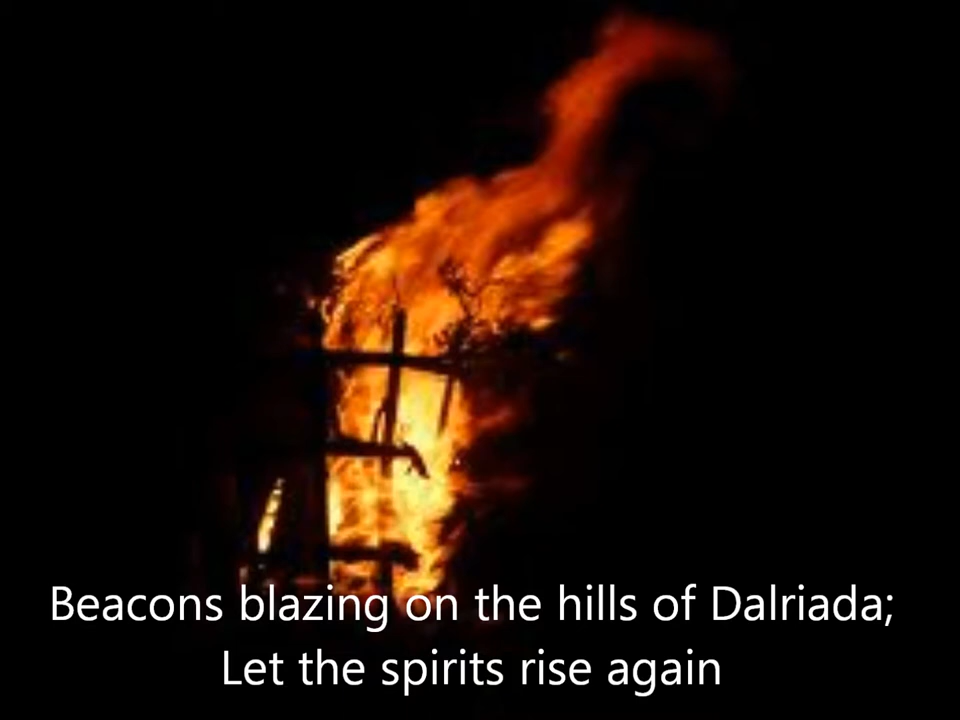 Beacons blazing on the hills of Dalriada;
Let the spirits rise again